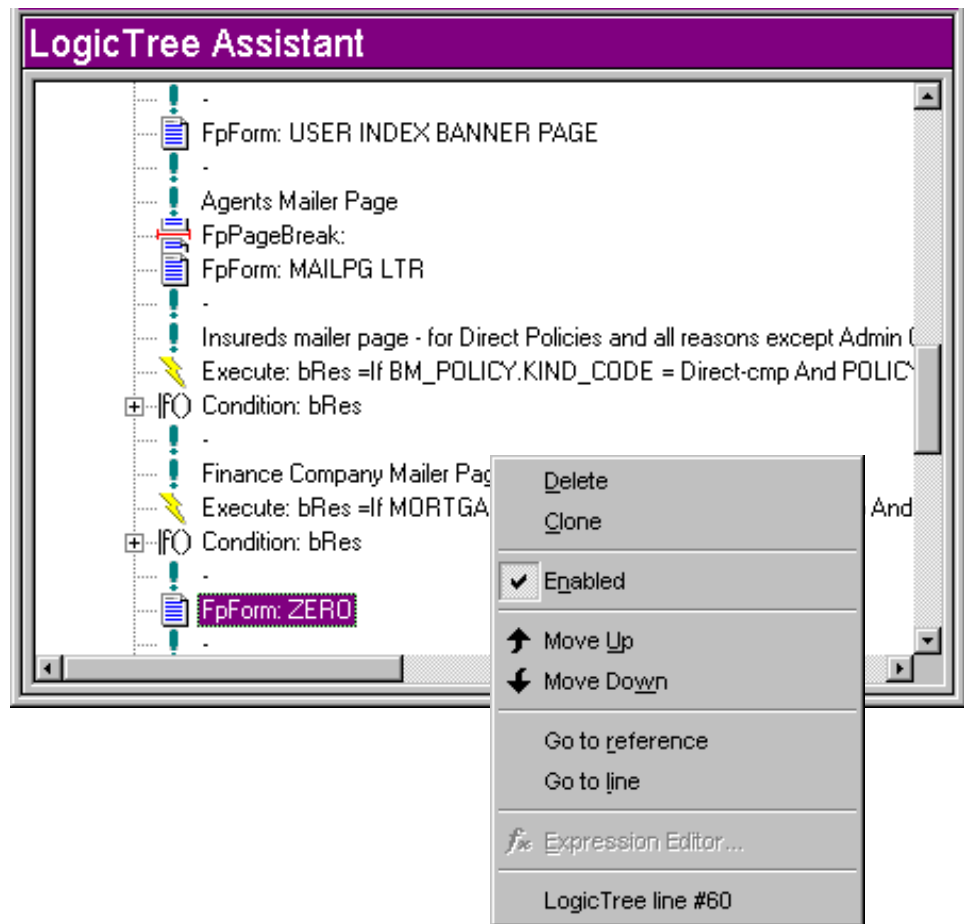 LogicTree Assistant
-
FpForm: USER INDEX BANNER PAGE
-
Agents Mailer Page
FpPageBreak:
FpForm: MAILPG LTR
-
Insureds mailer page - for Direct Policies and all reasons except Admin
Execute: bRes =If BM_POLICY.KIND_CODE = Direct-cmp And POLICY
If() Condition: bRes
-
Finance Company Mailer Pag
Execute: bRes =If MORTGA And
If() Condition: bRes
-
FpForm: ZERO
-
Delete
Clone
Enabled
Move Up
Move Down
Go to reference
Go to line
fx Expression Editor...
LogicTree line #60